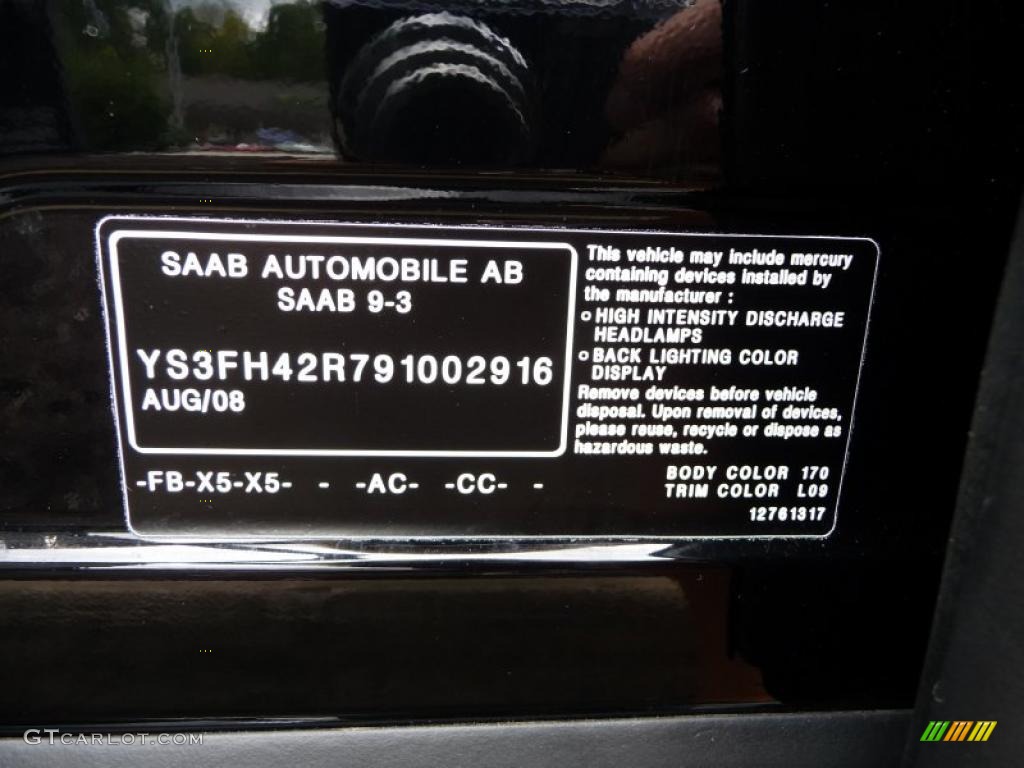 SAAB AUTOMOBILE AB
SAAB 9-3
YS3FH42R791002916
AUG/08
-FB-X5-X5- - -AC- -CC- -
This vehicle may include mercury
containing devices installed by
the manufacturer :
o HIGH INTENSITY DISCHARGE
HEADLAMPS
o BACK LIGHTING COLOR
DISPLAY
Remove devices before vehicle
disposal. Upon removal of devices,
please reuse, recycle or dispose as
hazardous waste.
BODY COLOR 170
TRIM COLOR L09
12761317
GTCARLOT.COM